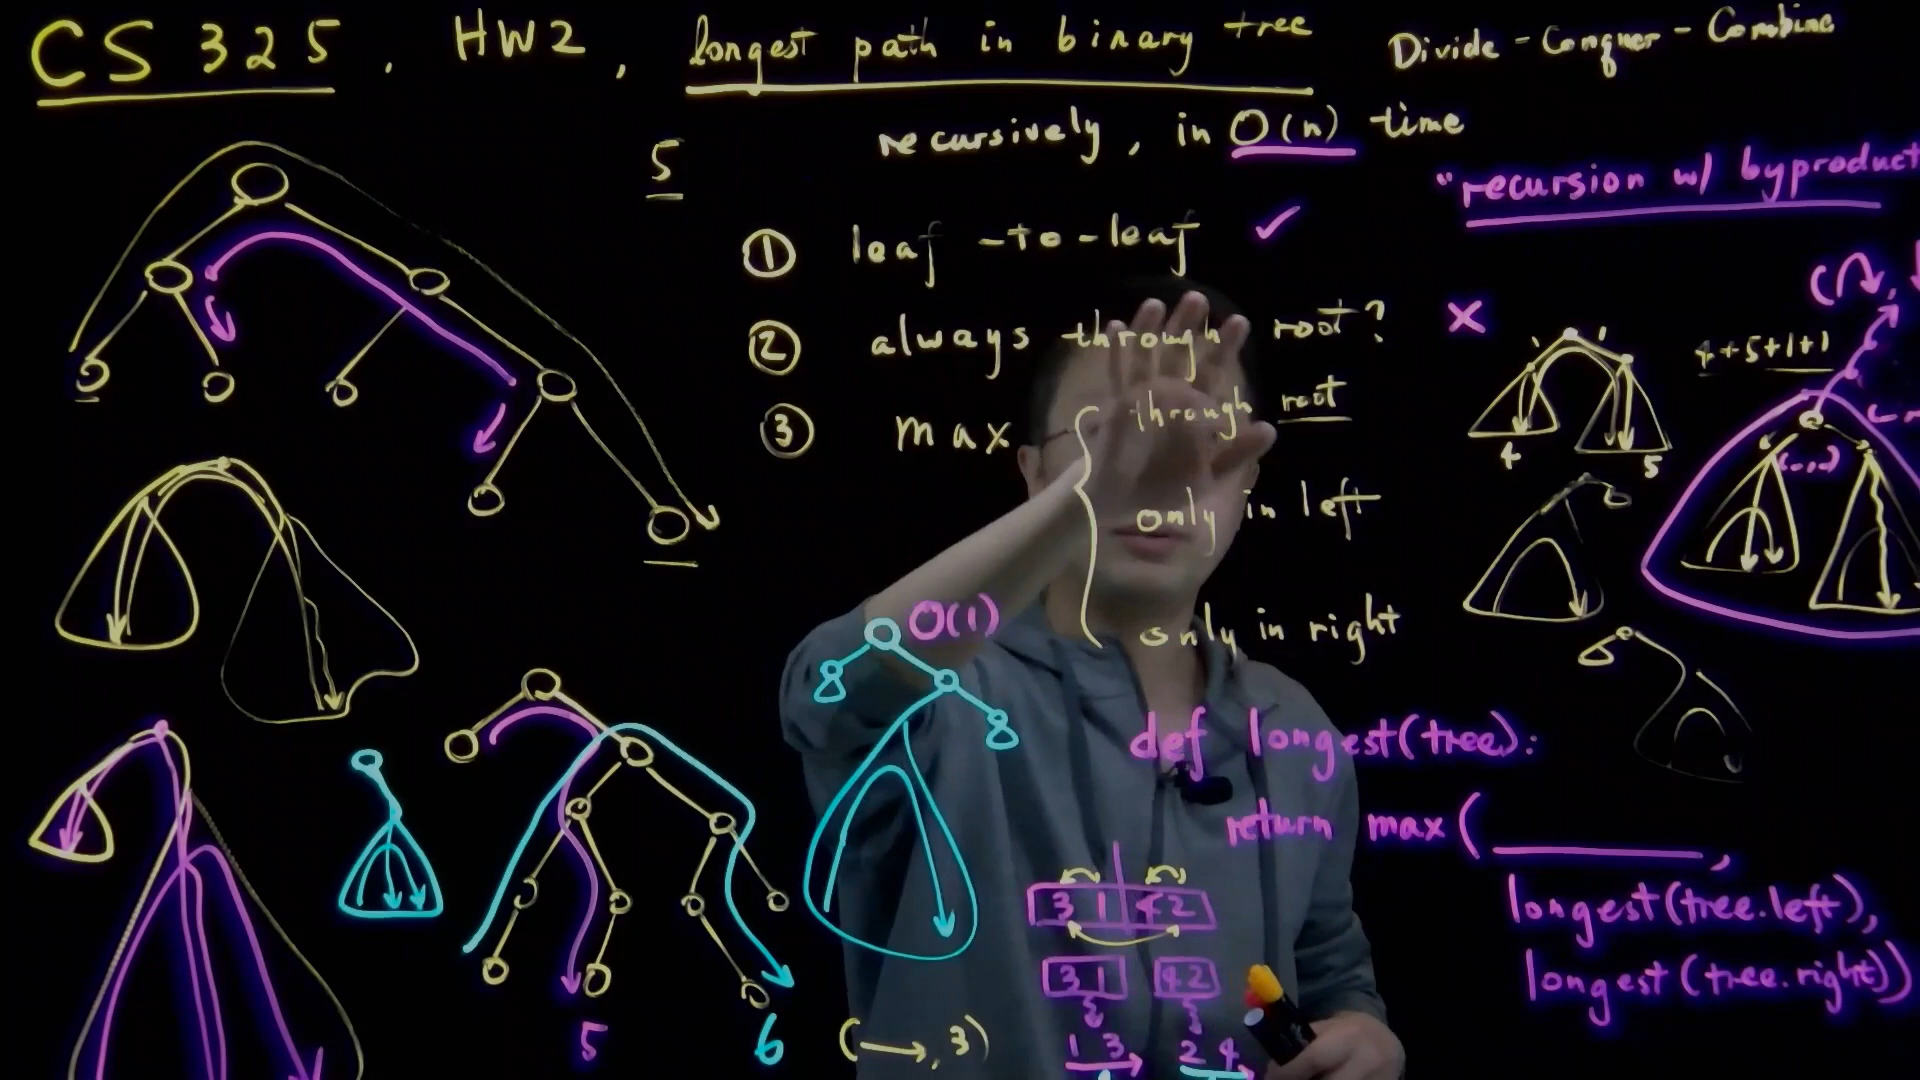 CS 325 , HW2 , longest path in binary tree
Divide - Conquer - Combine
recursively , in O(n) time
"recursion w/ byproduct
5
① leaf -to- leaf ✓
② always through root? ×
③ max { through root
only in left
only in right
4+5+1+1
1 1
4 5
O(1)
def longest(tree):
return max( ______ ,
longest(tree.left),
longest(tree.right))
3 1 4 2
3 1 4 2
1 3 2 4
5
6
( → , 3)